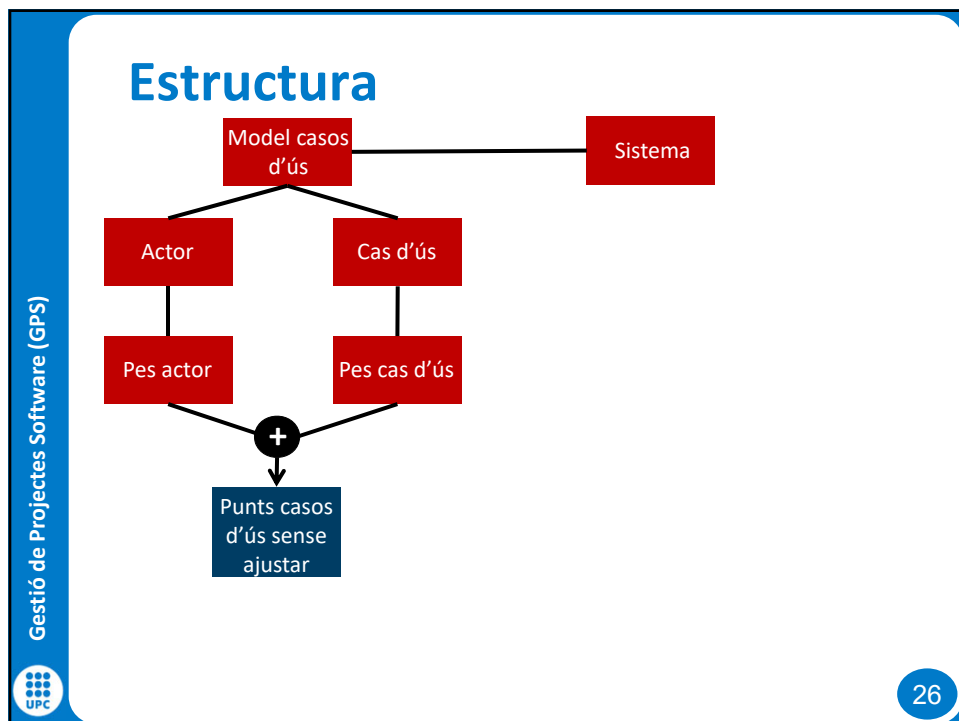 Estructura
Model casos
d'ús
Sistema
Actor
Cas d'ús
Pes actor
Pes cas d'ús
+
Punts casos
d'ús sense
ajustar
Gestió de Projectes Software (GPS)
UPC
26